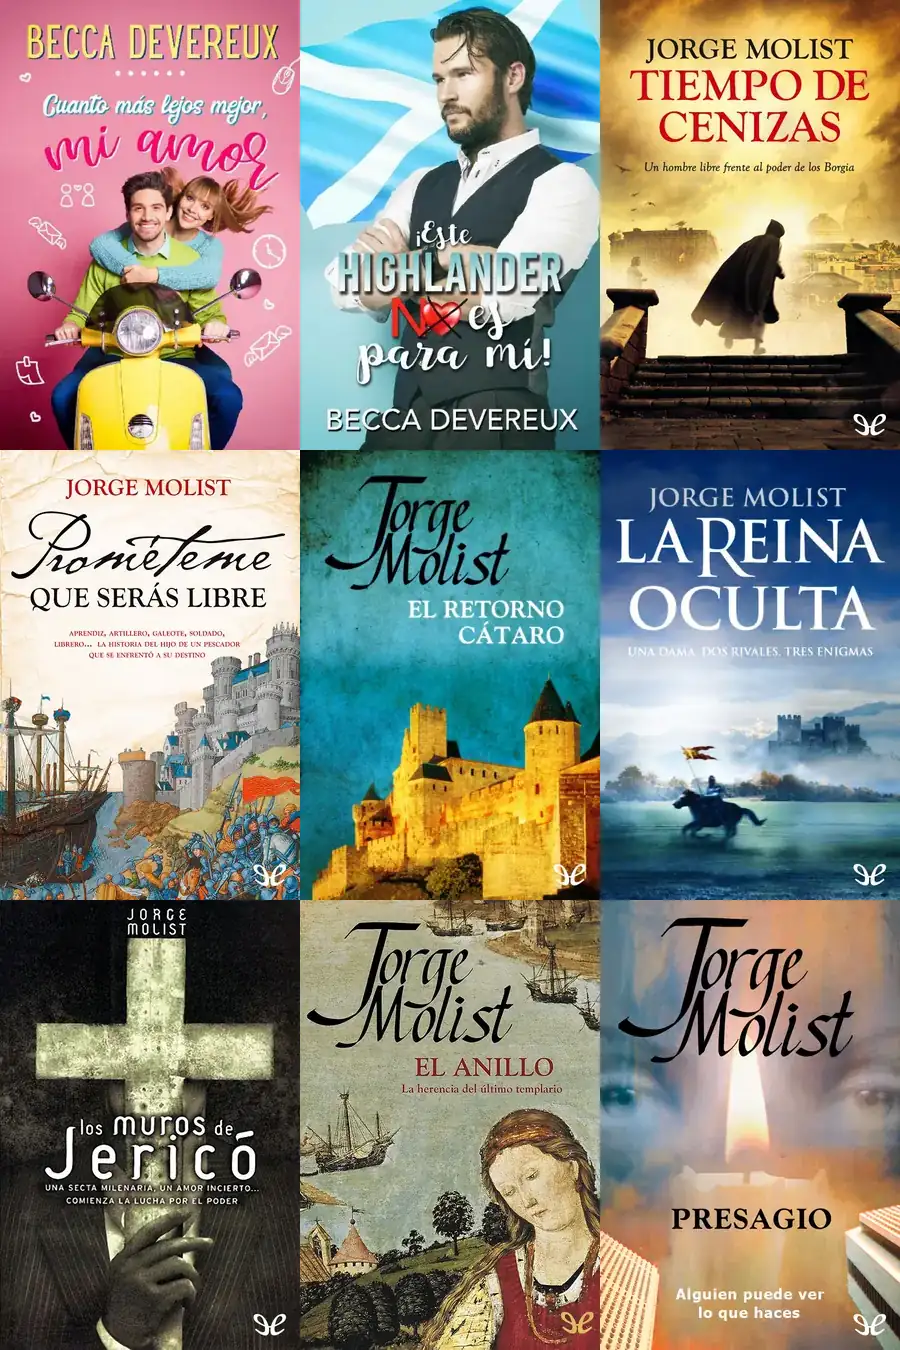 BECCA DEVEREUX
Cuanto más lejos mejor,
mi amor
¡Este
HIGHLANDER
NO es
para mí!
BECCA DEVEREUX
JORGE MOLIST
TIEMPO DE
CENIZAS
Un hombre libre frente al poder de los Borgia
JORGE MOLIST
Prométeme
QUE SERÁS LIBRE
APRENDIZ, ARTILLERO, GALEOTE, SOLDADO,
LIBRERO... LA HISTORIA DEL HIJO DE UN PESCADOR
QUE SE ENFRENTÓ A SU DESTINO
Jorge
Molist
EL RETORNO
CÁTARO
JORGE MOLIST
LA REINA
OCULTA
UNA DAMA. DOS RIVALES. TRES ENIGMAS
JORGE
MOLIST
los muros de
Jericó
UNA SECTA MILENARIA, UN AMOR INCIERTO...
COMIENZA LA LUCHA POR EL PODER
Jorge
Molist
EL ANILLO
La herencia del último templario
Jorge
Molist
PRESAGIO
Alguien puede ver
lo que haces